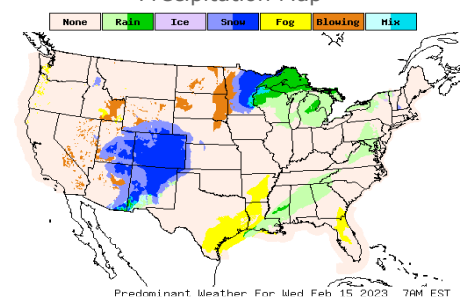 Precipitation Map
None Rain Ice Snow Fog Blowing Mix
Predominant Weather For Wed Feb 15 2023 7AM EST